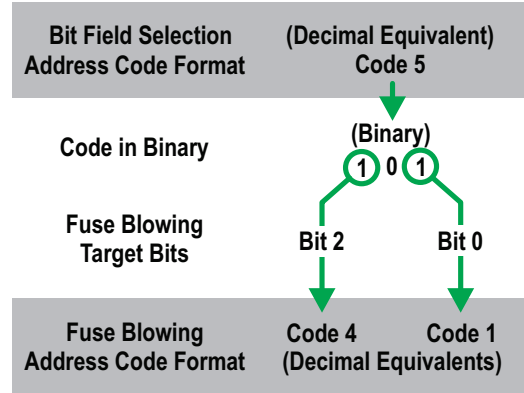 Bit Field Selection
Address Code Format
(Decimal Equivalent)
Code 5
Code in Binary
(Binary)
1 0 1
Fuse Blowing
Target Bits
Bit 2
Bit 0
Fuse Blowing
Address Code Format
Code 4
Code 1
(Decimal Equivalents)